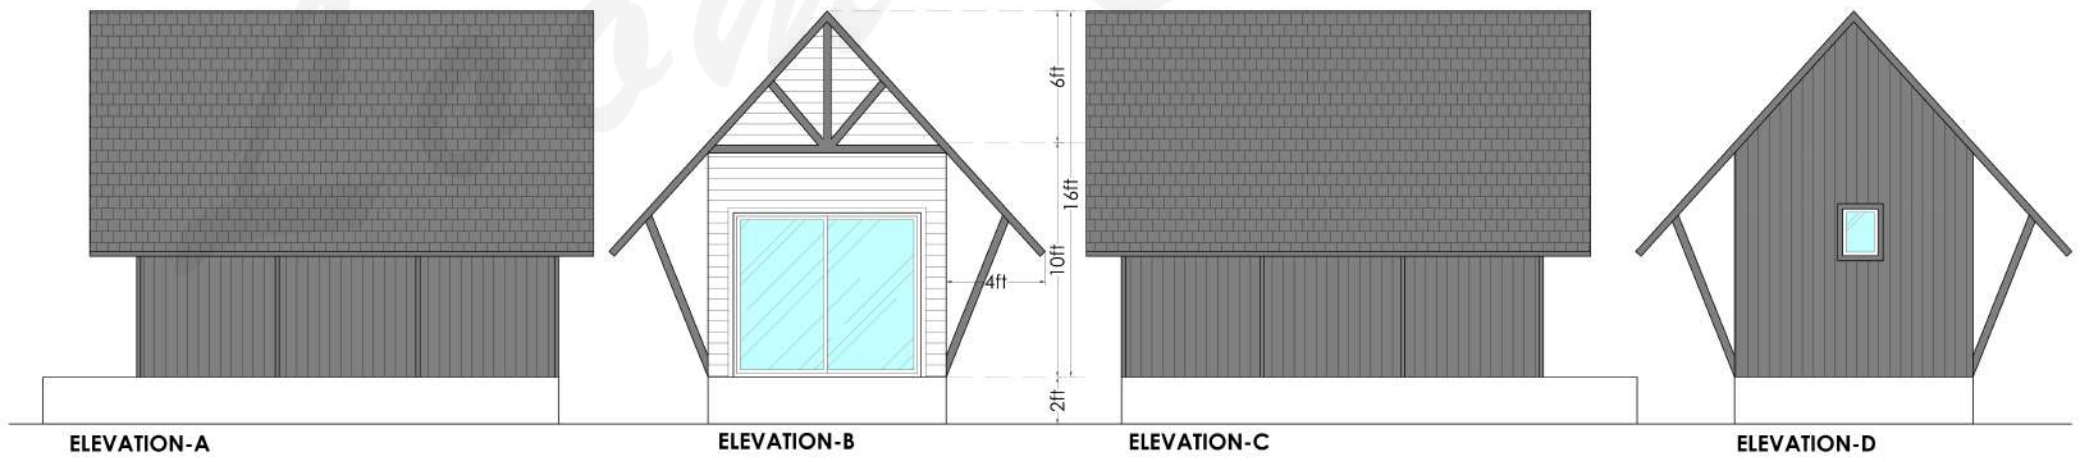 6ft
16ft
10ft
4ft
2ft
ELEVATION-A
ELEVATION-B
ELEVATION-C
ELEVATION-D